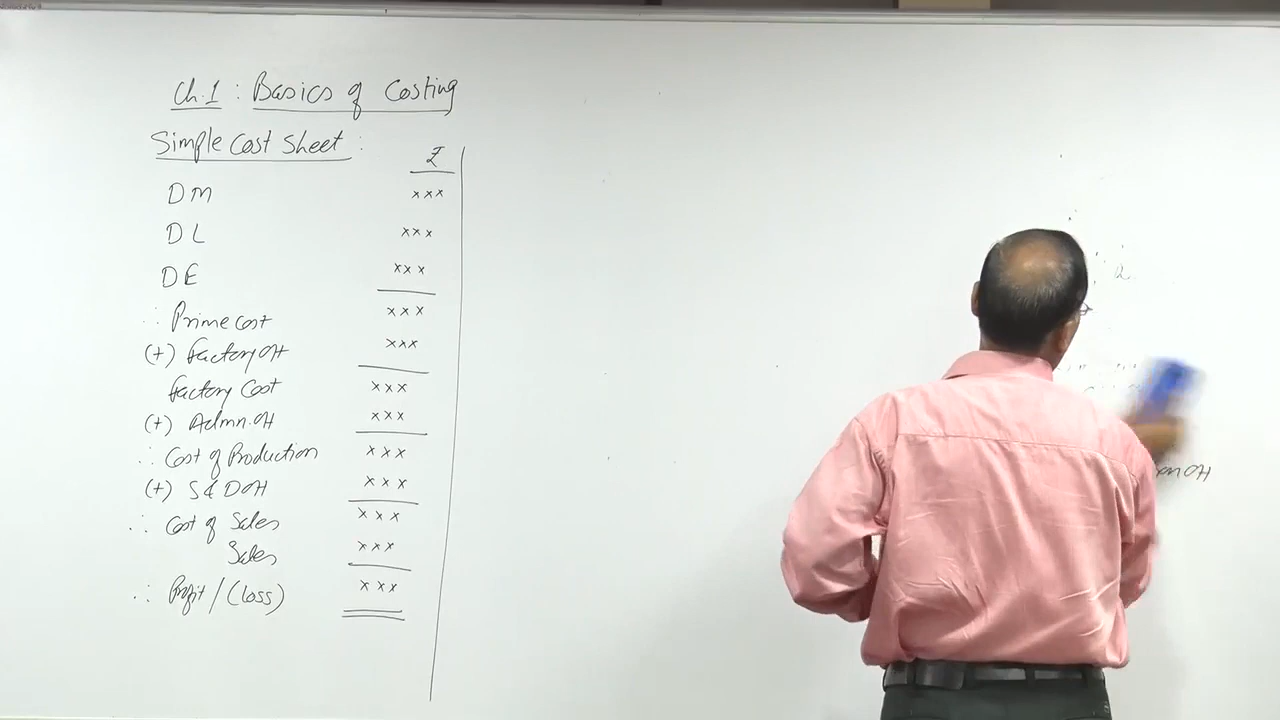 Ch.1 : Basics of Costing
Simple Cost Sheet :
₹
DM xxx
DL xxx
DE xxx
∴ Prime Cost xxx
(+) Factory OH xxx
Factory Cost xxx
(+) Admn. OH xxx
∴ Cost of Production xxx
(+) S & D OH xxx
∴ Cost of Sales xxx
Sales xxx
∴ Profit / (Loss) xxx
OH